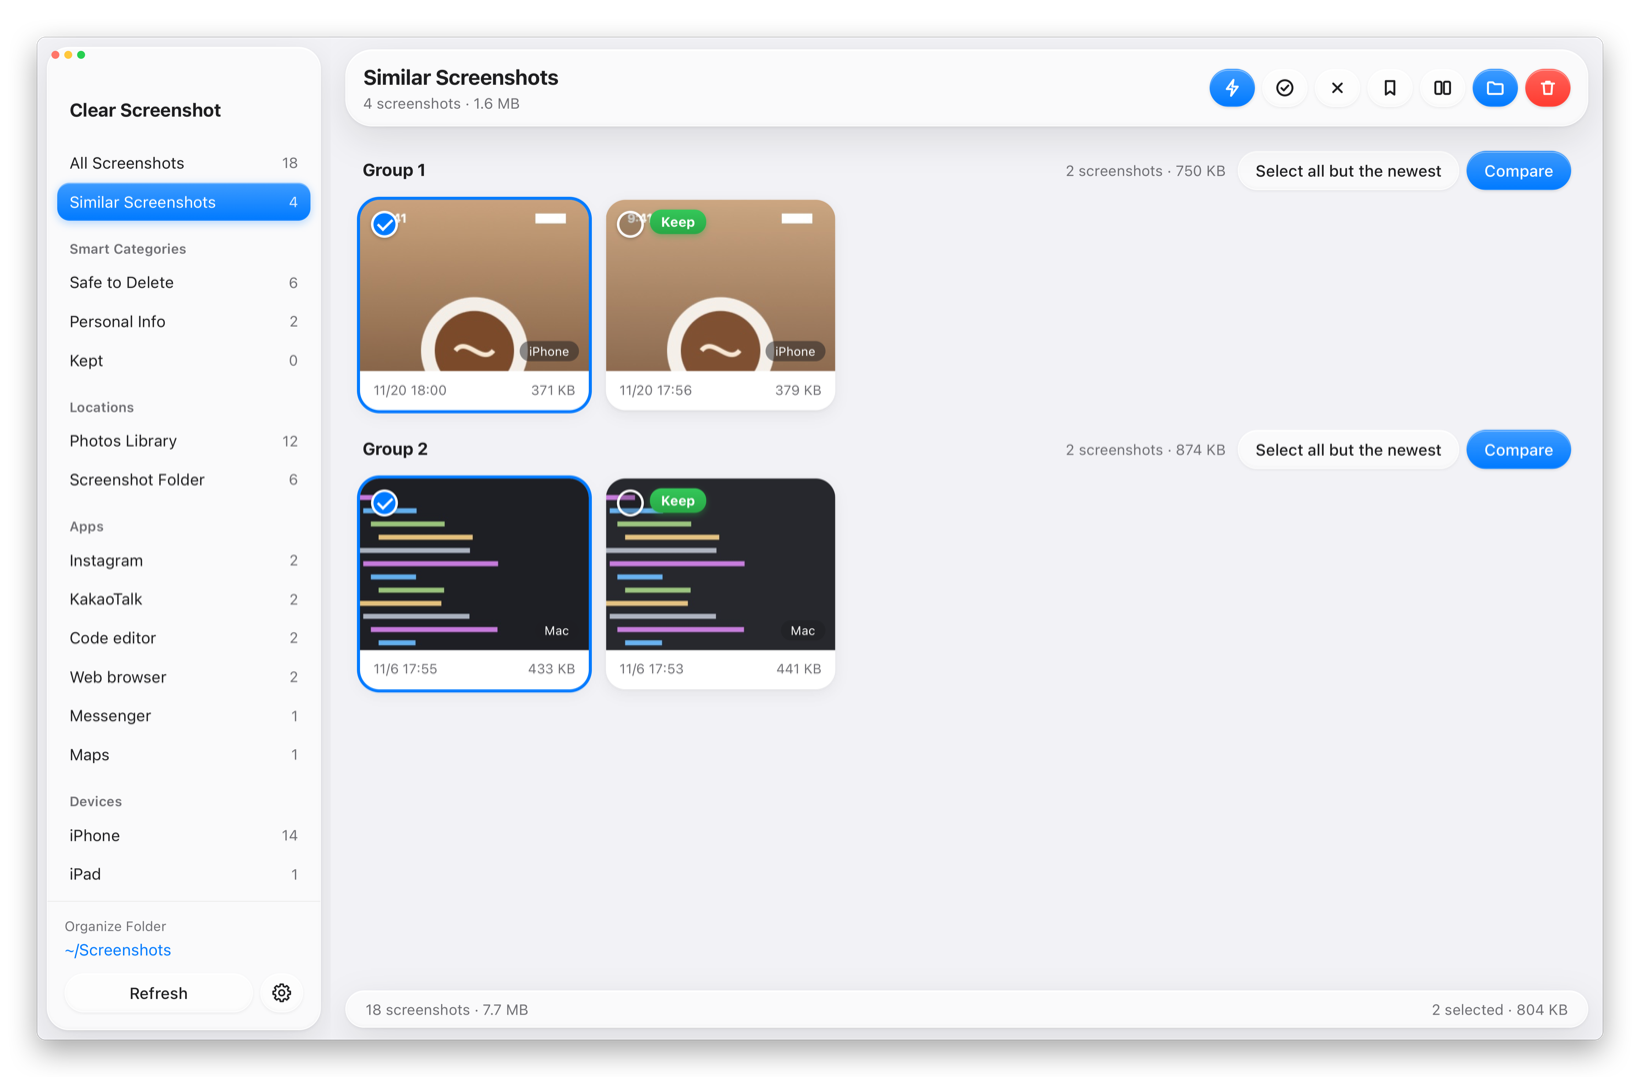 Clear Screenshot
All Screenshots 18
Similar Screenshots 4
Smart Categories
Safe to Delete 6
Personal Info 2
Kept 0
Locations
Photos Library 12
Screenshot Folder 6
Apps
Instagram 2
KakaoTalk 2
Code editor 2
Web browser 2
Messenger 1
Maps 1
Devices
iPhone 14
iPad 1
Organize Folder
~/Screenshots
Refresh
Similar Screenshots
4 screenshots · 1.6 MB
Group 1
2 screenshots · 750 KB
Select all but the newest
Compare
Keep
iPhone
iPhone
11/20 18:00 371 KB
11/20 17:56 379 KB
Group 2
2 screenshots · 874 KB
Select all but the newest
Compare
Keep
Mac
Mac
11/6 17:55 433 KB
11/6 17:53 441 KB
18 screenshots · 7.7 MB
2 selected · 804 KB